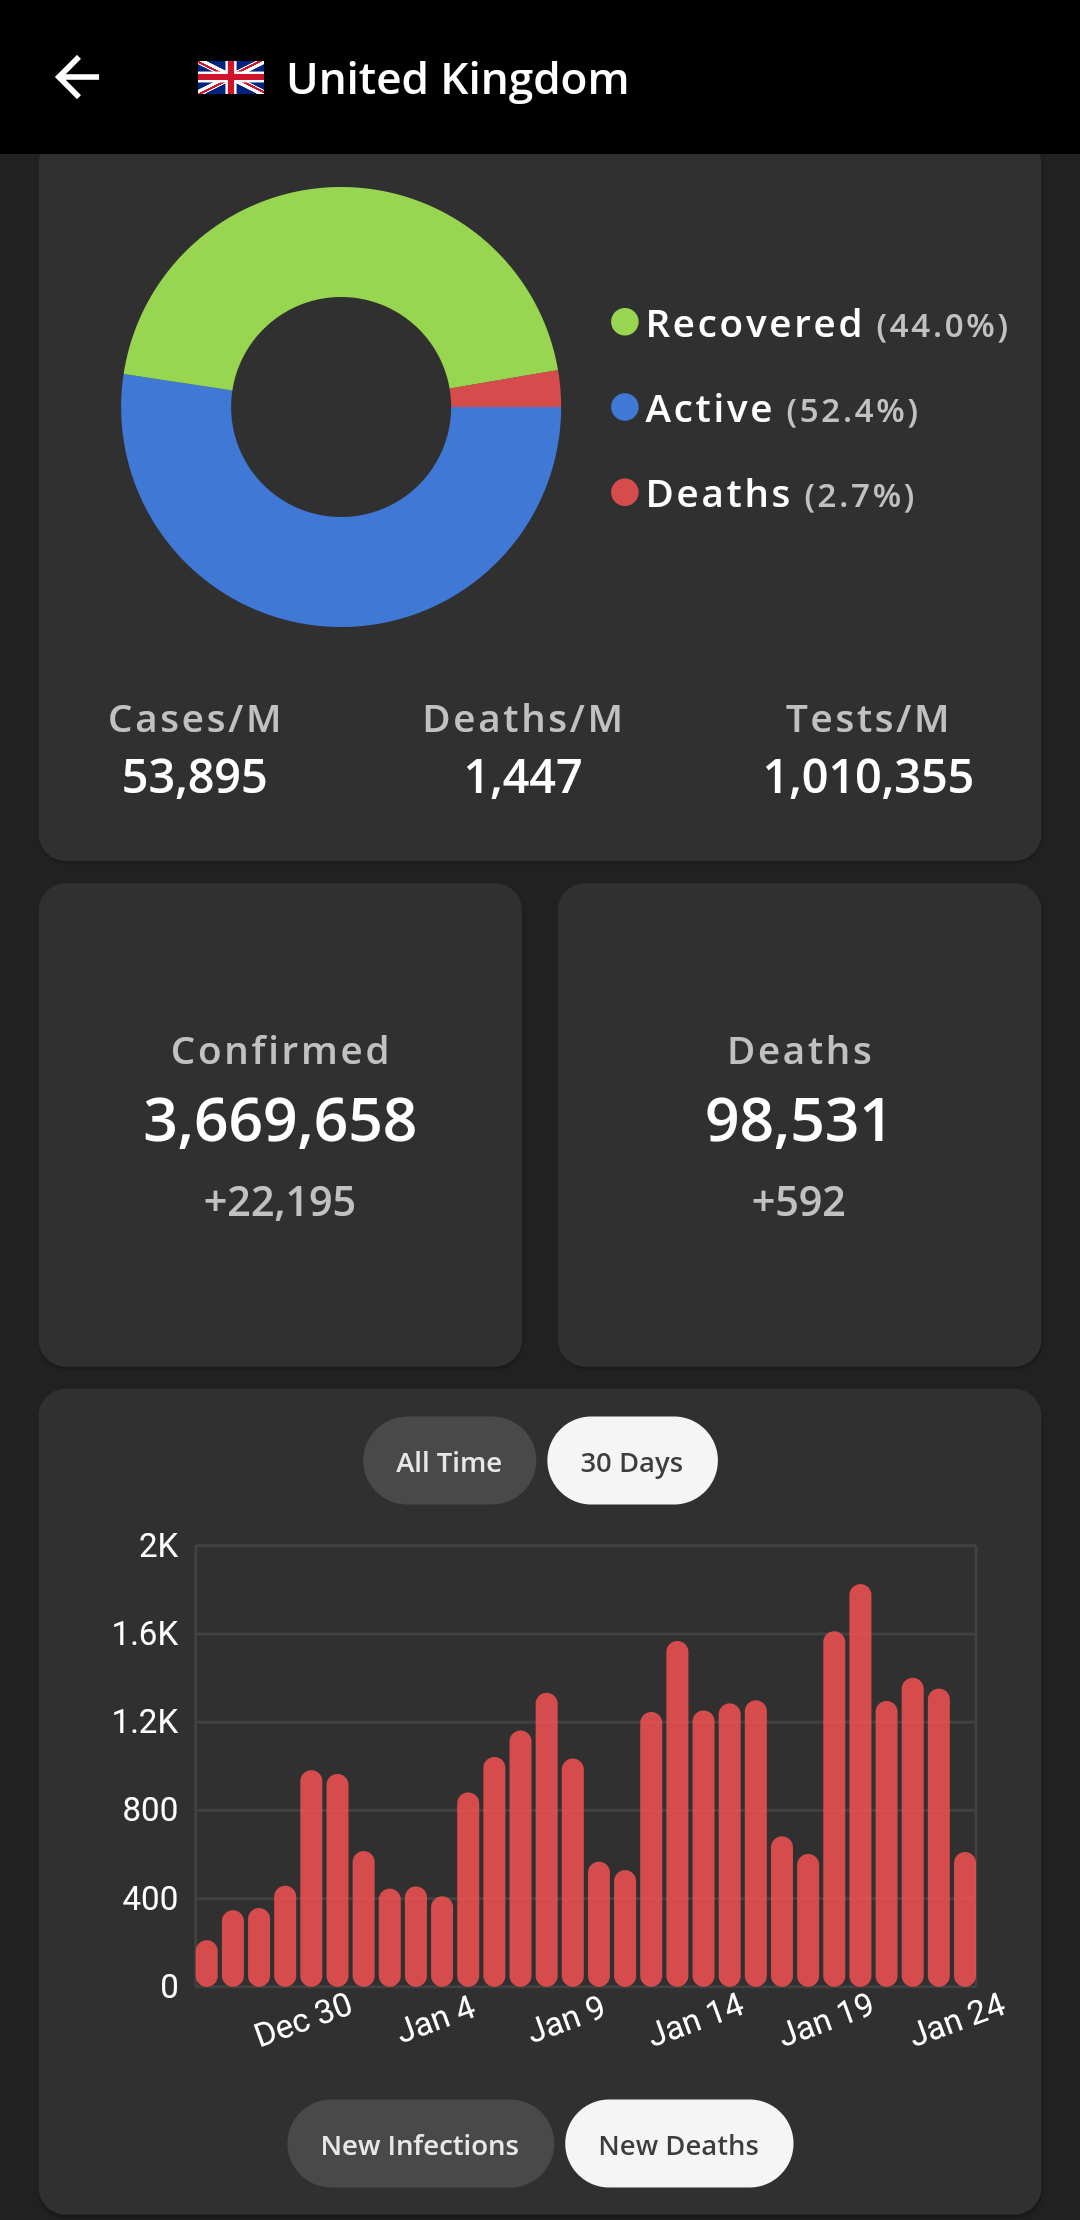 United Kingdom
Recovered (44.0%)
Active (52.4%)
Deaths (2.7%)
Cases/M Deaths/M Tests/M
53,895 1,447 1,010,355
Confirmed Deaths
3,669,658 98,531
+22,195 +592
All Time 30 Days
2K
1.6K
1.2K
800
400
0
Dec 30 Jan 4 Jan 9 Jan 14 Jan 19 Jan 24
New Infections New Deaths